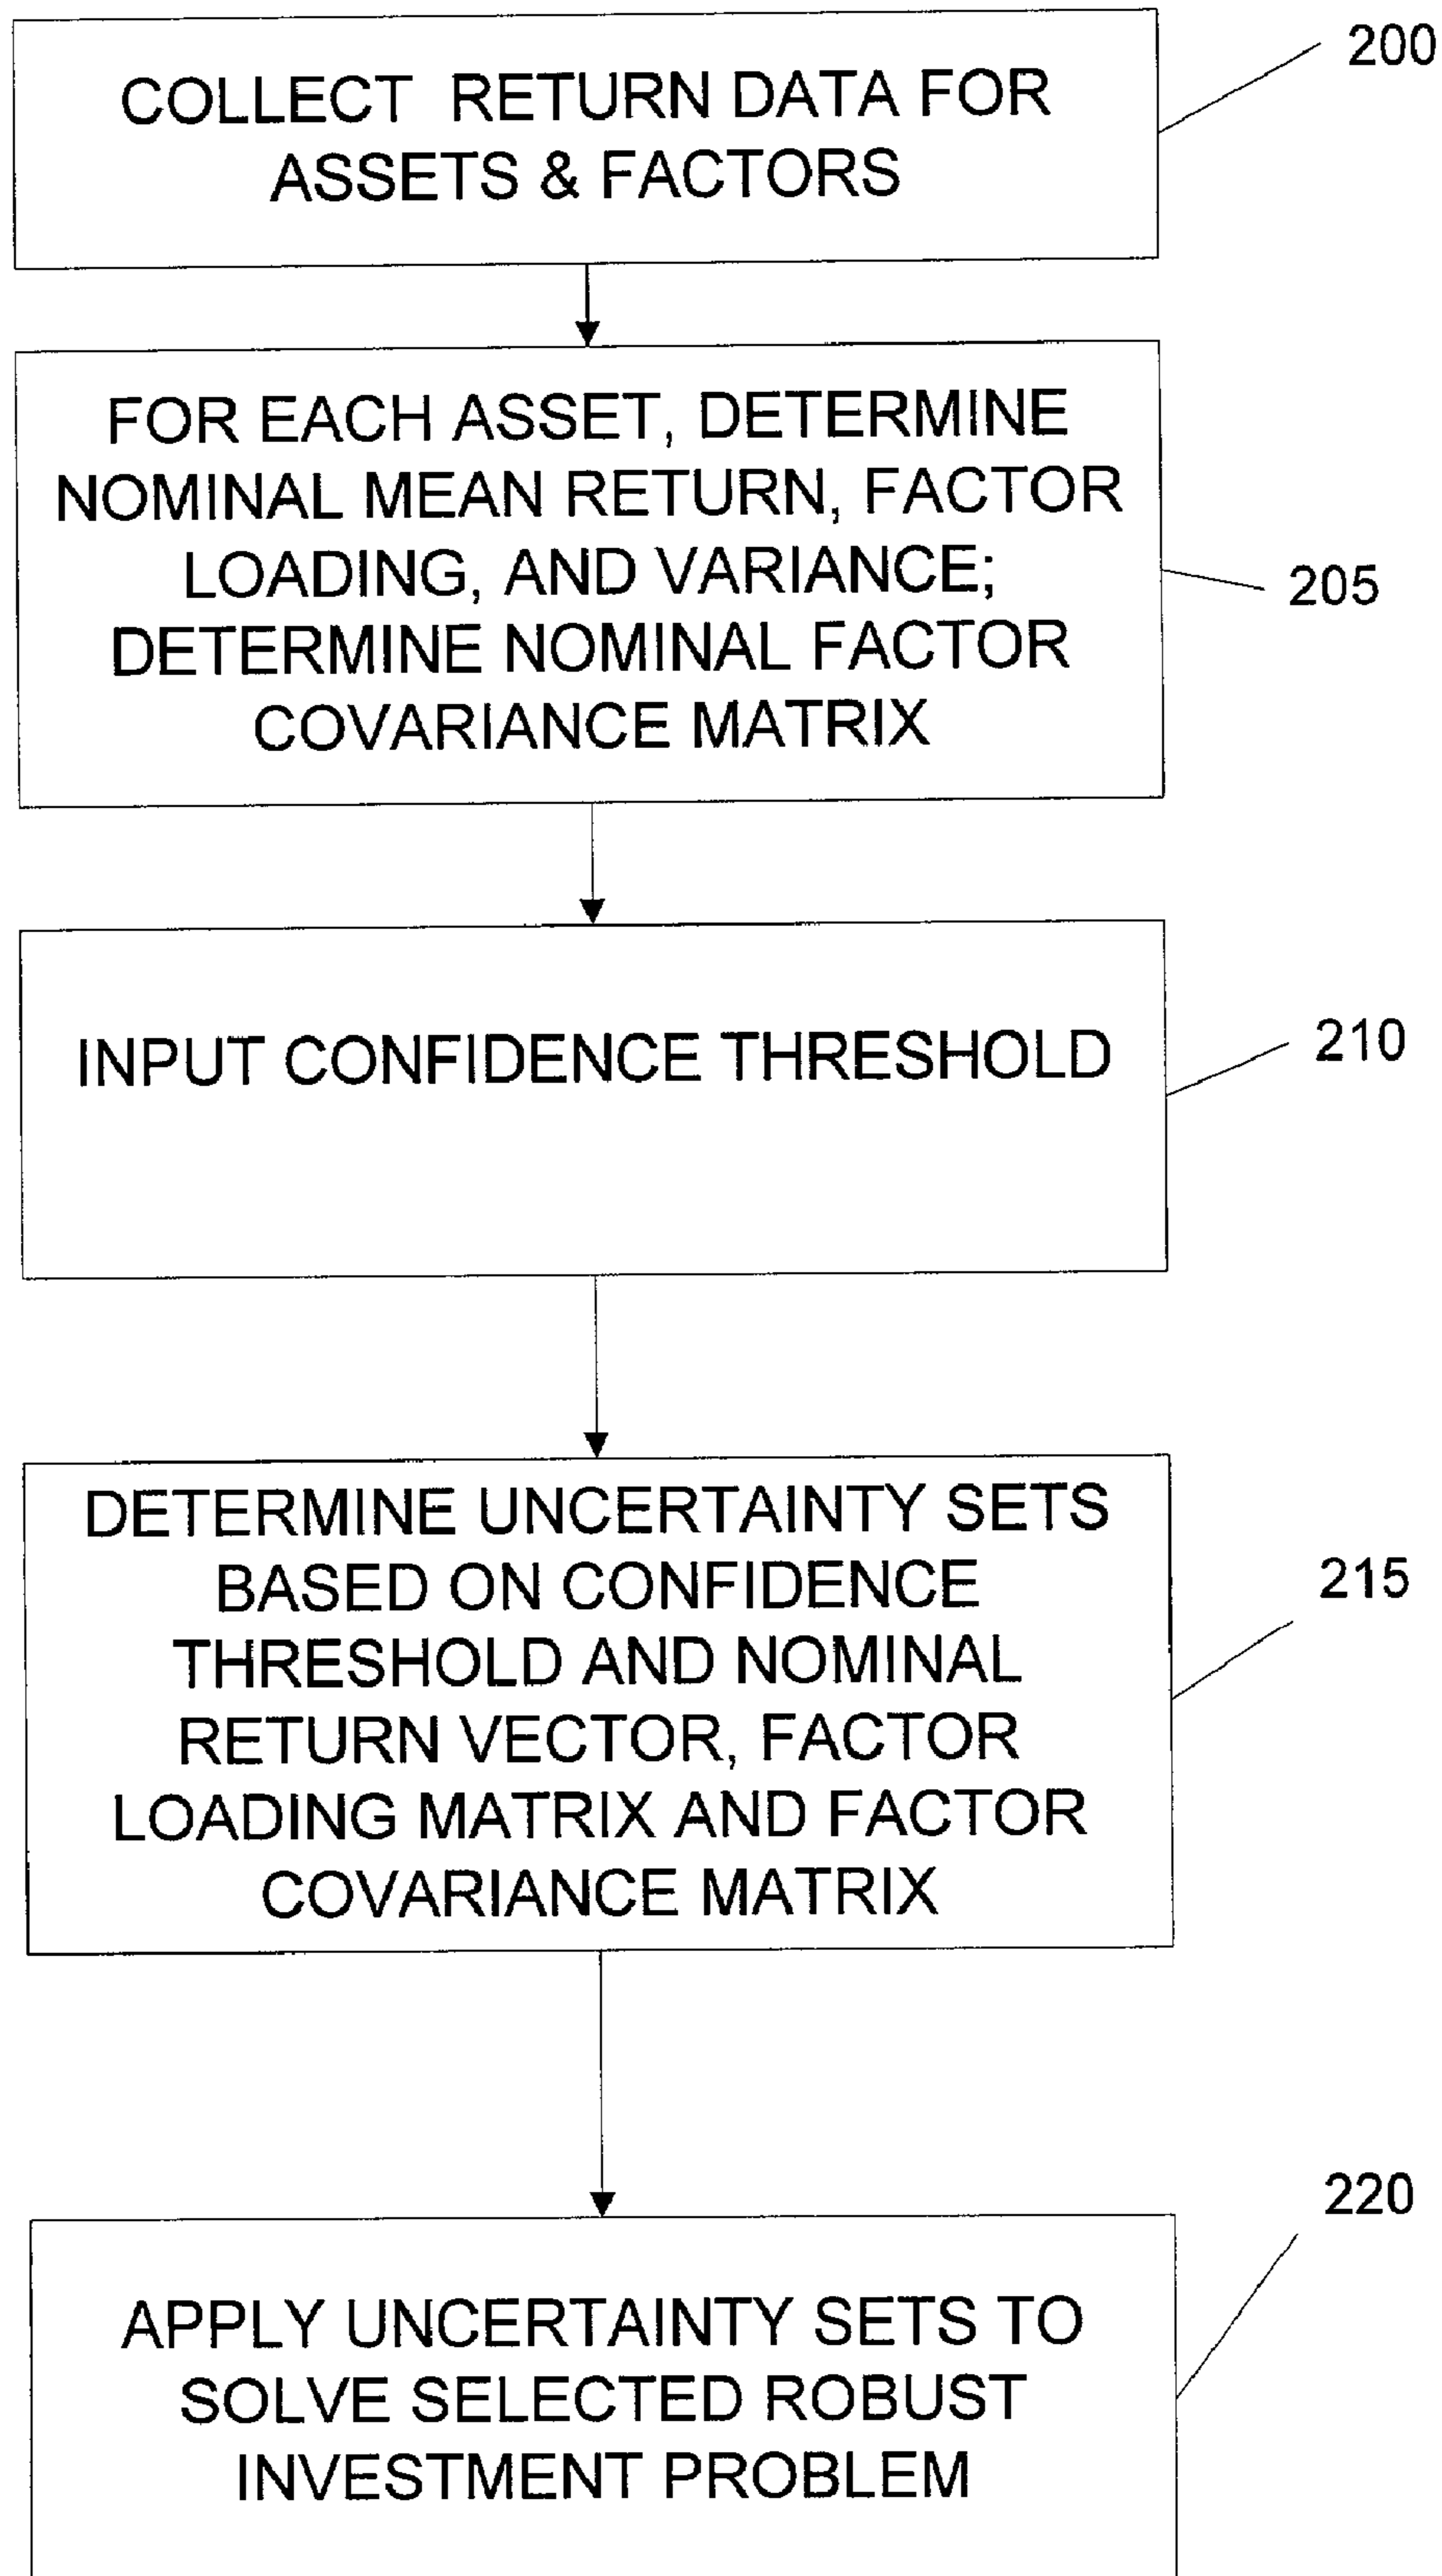 COLLECT RETURN DATA FOR
ASSETS & FACTORS
200
FOR EACH ASSET, DETERMINE
NOMINAL MEAN RETURN, FACTOR
LOADING, AND VARIANCE;
DETERMINE NOMINAL FACTOR
COVARIANCE MATRIX
205
INPUT CONFIDENCE THRESHOLD
210
DETERMINE UNCERTAINTY SETS
BASED ON CONFIDENCE
THRESHOLD AND NOMINAL
RETURN VECTOR, FACTOR
LOADING MATRIX AND FACTOR
COVARIANCE MATRIX
215
APPLY UNCERTAINTY SETS TO
SOLVE SELECTED ROBUST
INVESTMENT PROBLEM
220